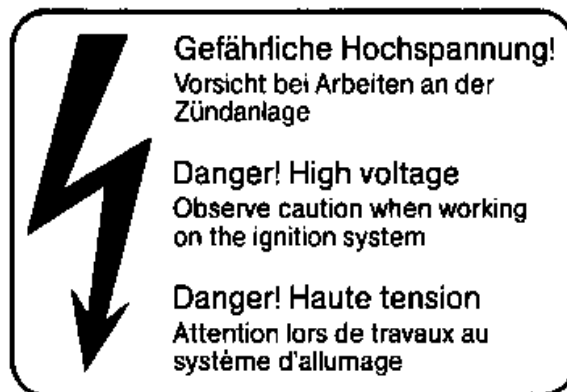 Gefährliche Hochspannung!
Vorsicht bei Arbeiten an der
Zündanlage
Danger! High voltage
Observe caution when working
on the ignition system
Danger! Haute tension
Attention lors de travaux au
système d'allumage